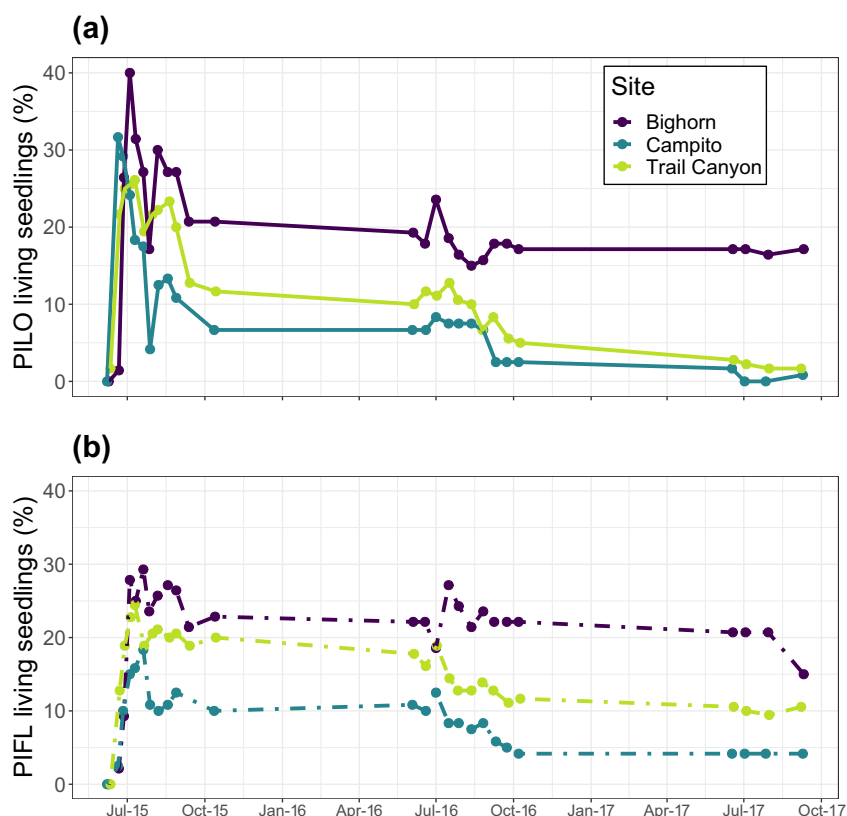 (a)
PILO living seedlings (%)
40
30
20
10
0
Site
Bighorn
Campito
Trail Canyon
(b)
PIFL living seedlings (%)
40
30
20
10
0
Jul-15 Oct-15 Jan-16 Apr-16 Jul-16 Oct-16 Jan-17 Apr-17 Jul-17 Oct-17